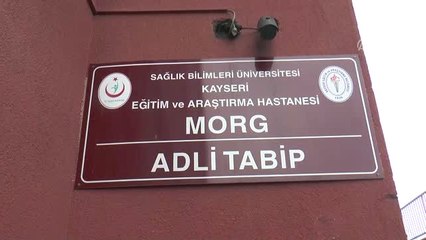 SAĞLIK BİLİMLERİ ÜNİVERSİTESİ
KAYSERİ
EĞİTİM ve ARAŞTIRMA HASTANESİ
MORG
ADLİ TABİP